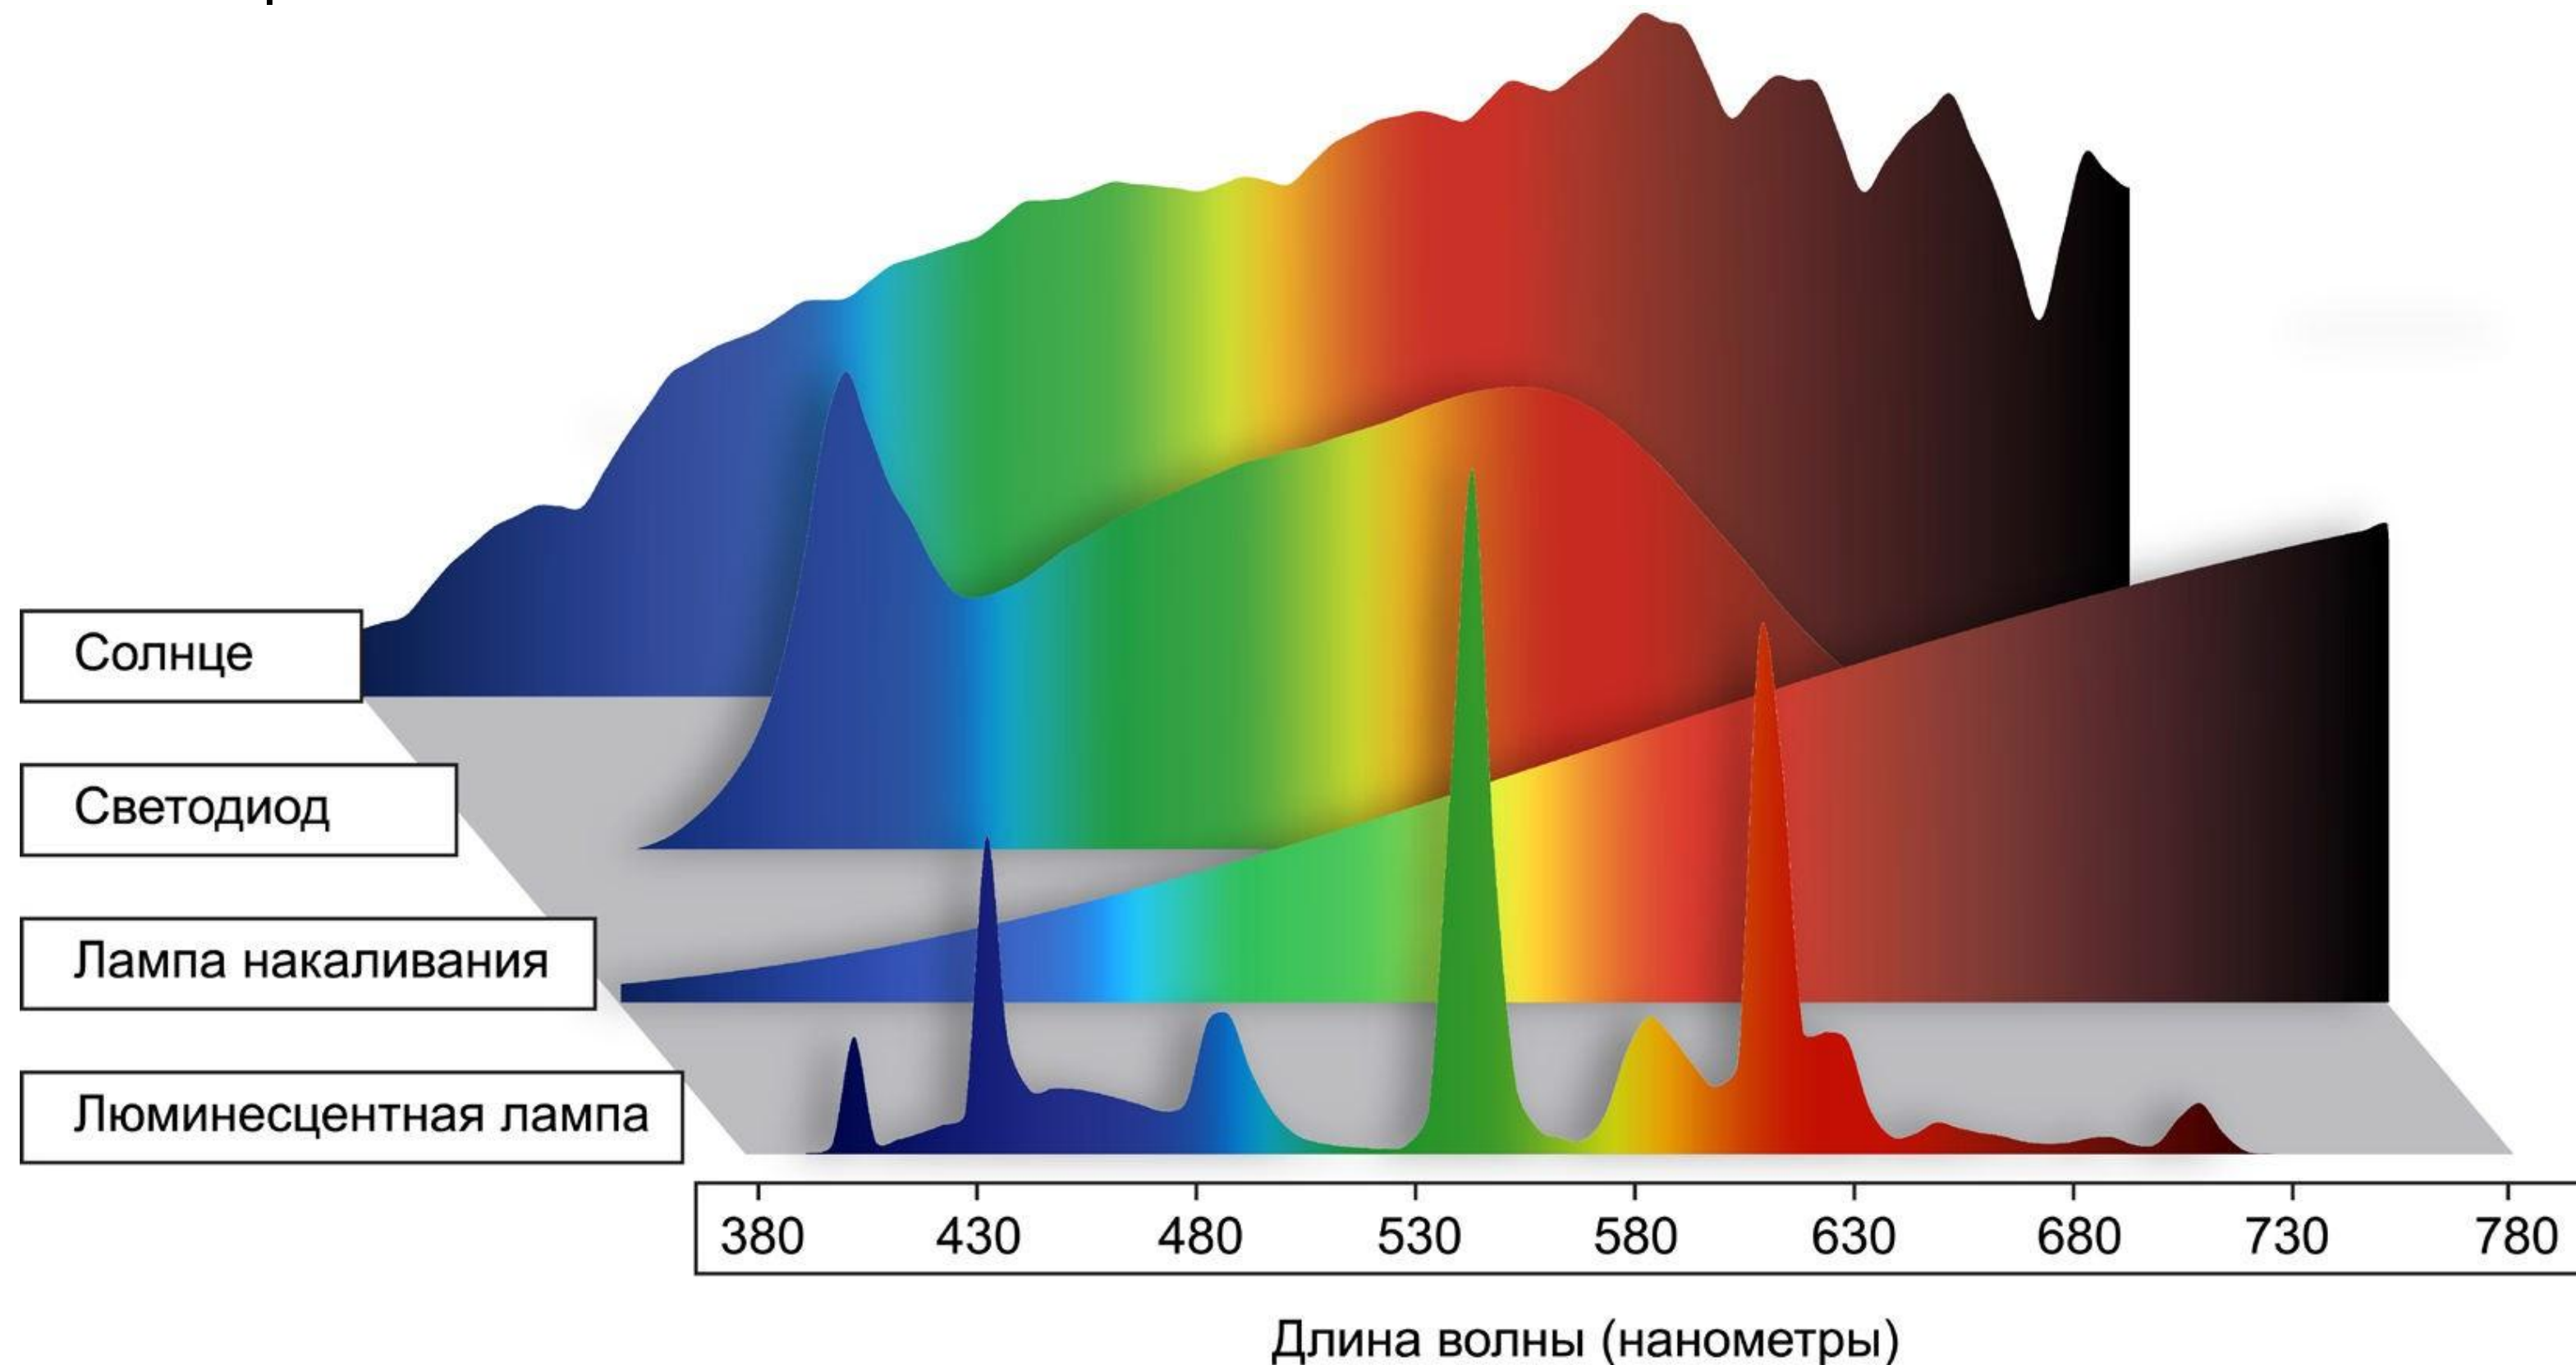 Солнце
Светодиод
Лампа накаливания
Люминесцентная лампа
380 430 480 530 580 630 680 730 780
Длина волны (нанометры)